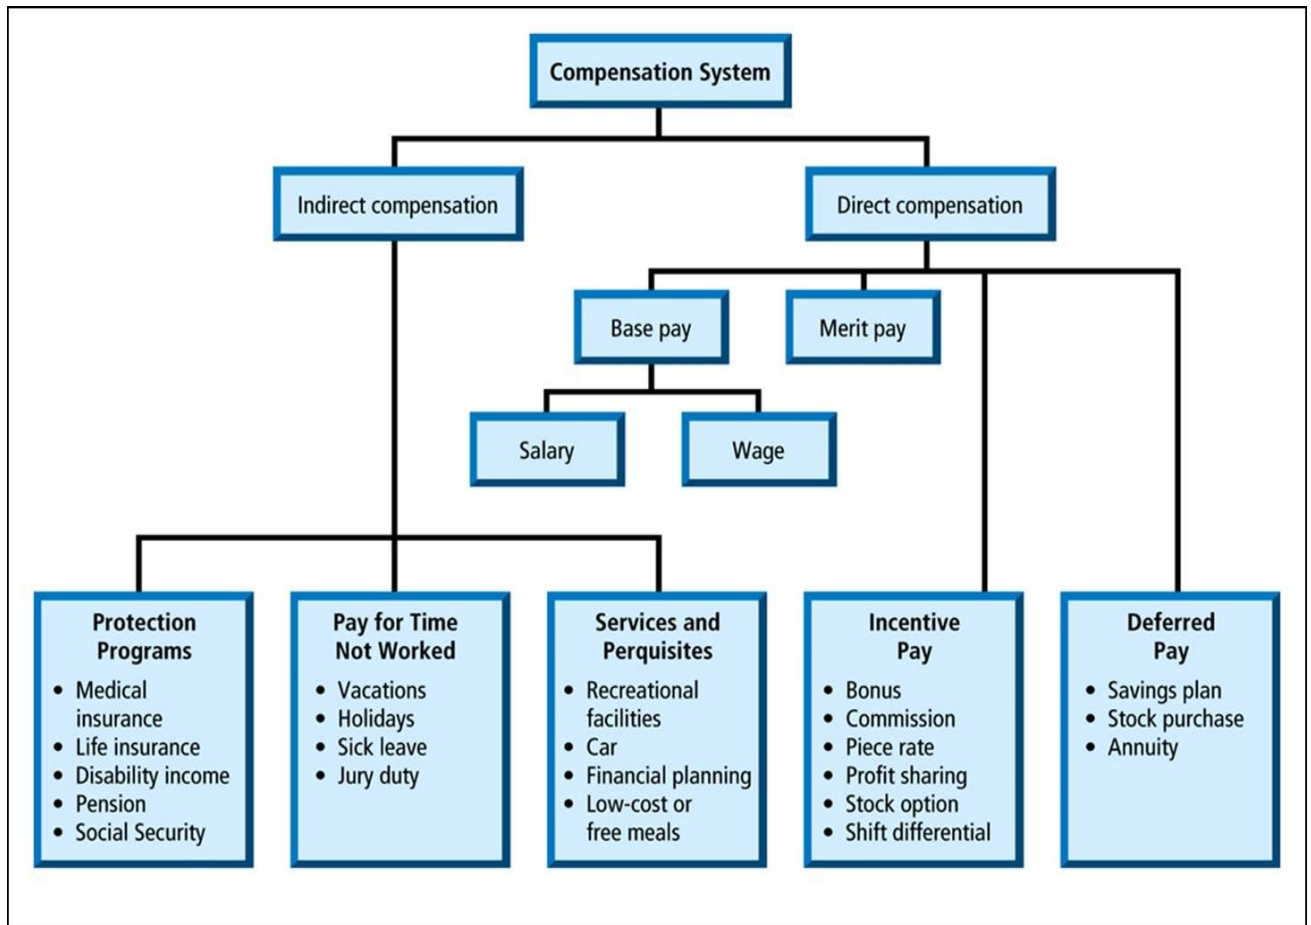 Compensation System
Indirect compensation
Direct compensation
Base pay
Merit pay
Salary
Wage
Protection
Programs
• Medical
insurance
• Life insurance
• Disability income
• Pension
• Social Security
Pay for Time
Not Worked
• Vacations
• Holidays
• Sick leave
• Jury duty
Services and
Perquisites
• Recreational
facilities
• Car
• Financial planning
• Low-cost or
free meals
Incentive
Pay
• Bonus
• Commission
• Piece rate
• Profit sharing
• Stock option
• Shift differential
Deferred
Pay
• Savings plan
• Stock purchase
• Annuity